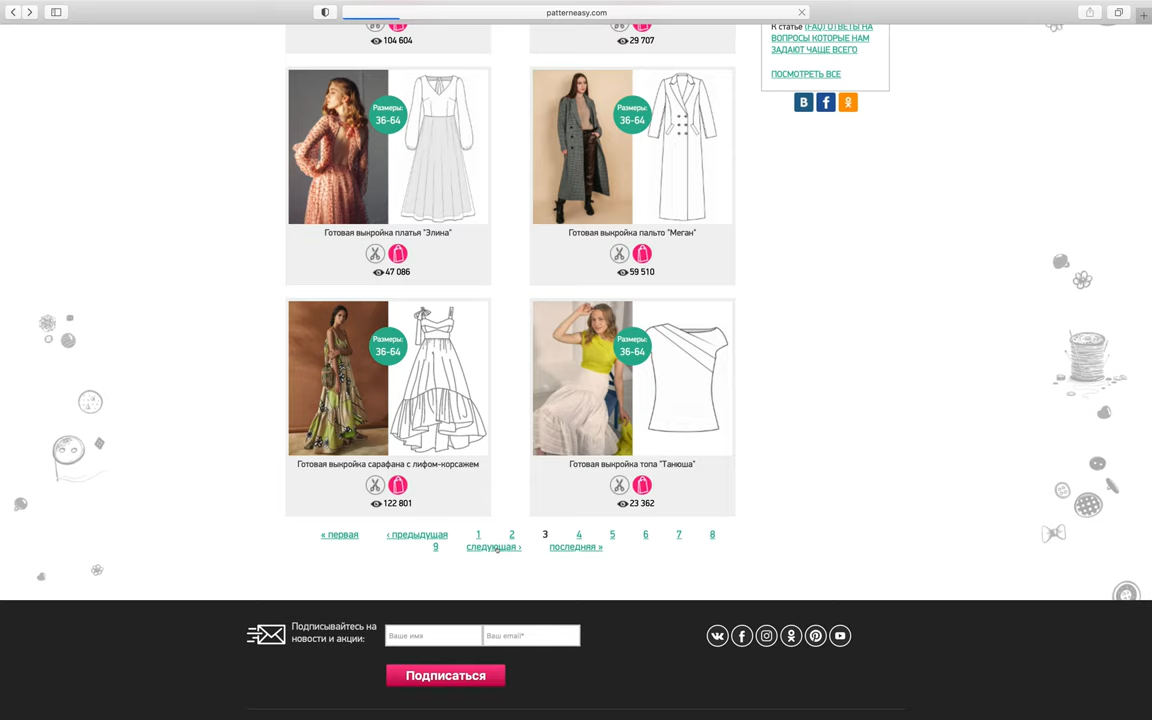 patterneasy.com
104 604
29 707
К статье (FAQ) ОТВЕТЫ НА
ВОПРОСЫ КОТОРЫЕ НАМ
ЗАДАЮТ ЧАЩЕ ВСЕГО
ПОСМОТРЕТЬ ВСЕ
Размеры:
36-64
Размеры:
36-64
Готовая выкройка платья "Элина"
Готовая выкройка пальто "Меган"
47 086
59 510
Размеры:
36-64
Размеры:
36-64
Готовая выкройка сарафана с лифом-корсажем
Готовая выкройка топа "Танюша"
122 801
23 362
« первая ‹ предыдущая 1 2 3 4 5 6 7 8
9 следующая › последняя »
Подписывайтесь на
новости и акции:
Ваше имя
Ваш email*
Подписаться